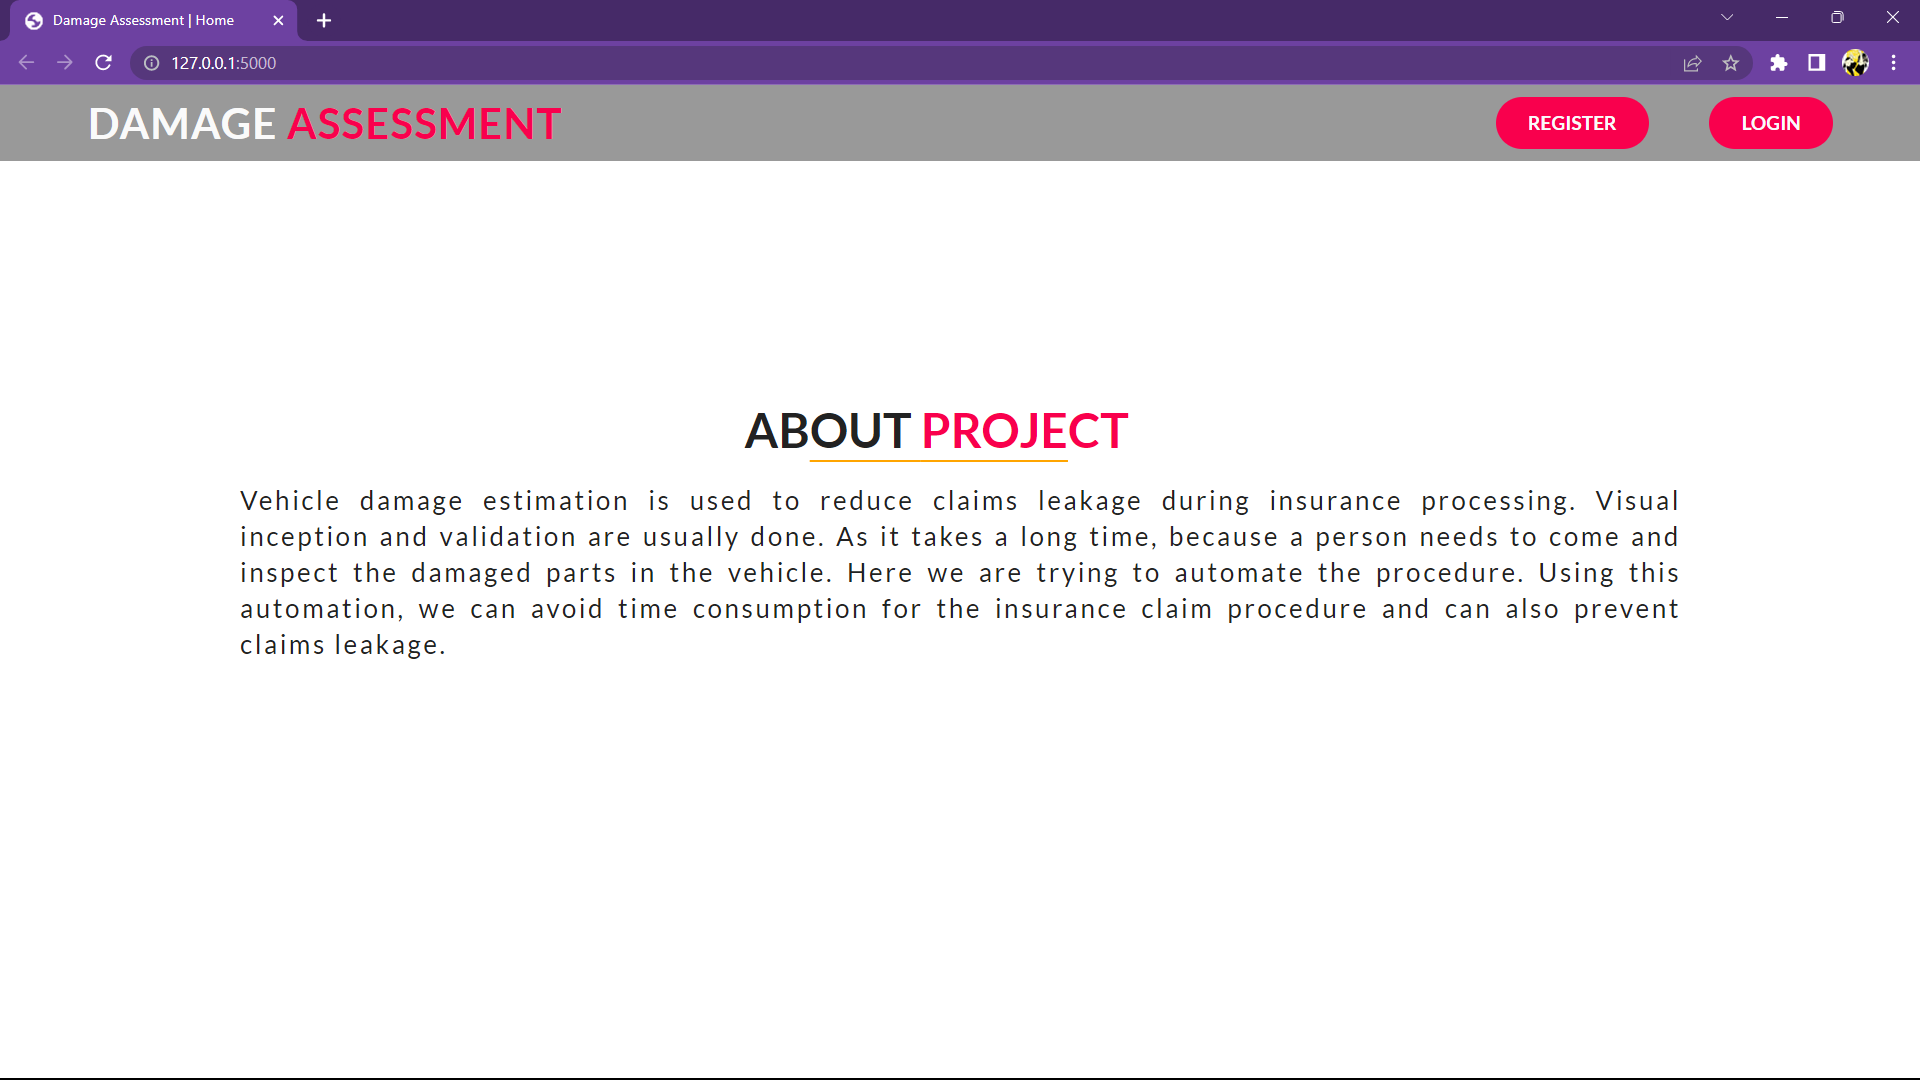 Damage Assessment | Home
127.0.0.1:5000
DAMAGE ASSESSMENT
REGISTER
LOGIN
ABOUT PROJECT
Vehicle damage estimation is used to reduce claims leakage during insurance processing. Visual
inception and validation are usually done. As it takes a long time, because a person needs to come and
inspect the damaged parts in the vehicle. Here we are trying to automate the procedure. Using this
automation, we can avoid time consumption for the insurance claim procedure and can also prevent
claims leakage.